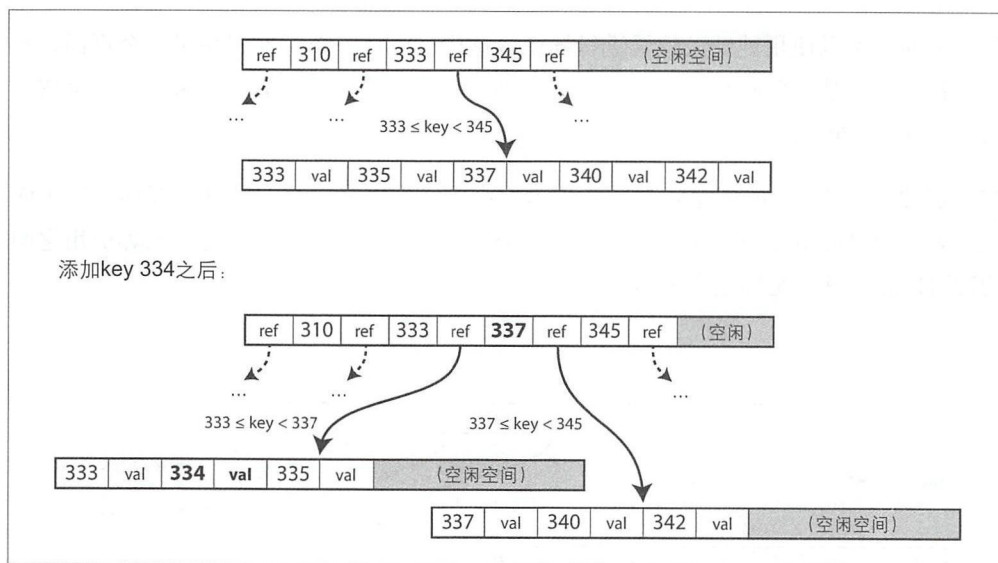 ref 310 ref 333 ref 345 ref (空闲空间)
... ... ...
333 ≤ key < 345
333 val 335 val 337 val 340 val 342 val
添加key 334之后:
ref 310 ref 333 ref 337 ref 345 ref (空闲)
... ... ...
333 ≤ key < 337 337 ≤ key < 345
333 val 334 val 335 val (空闲空间)
337 val 340 val 342 val (空闲空间)